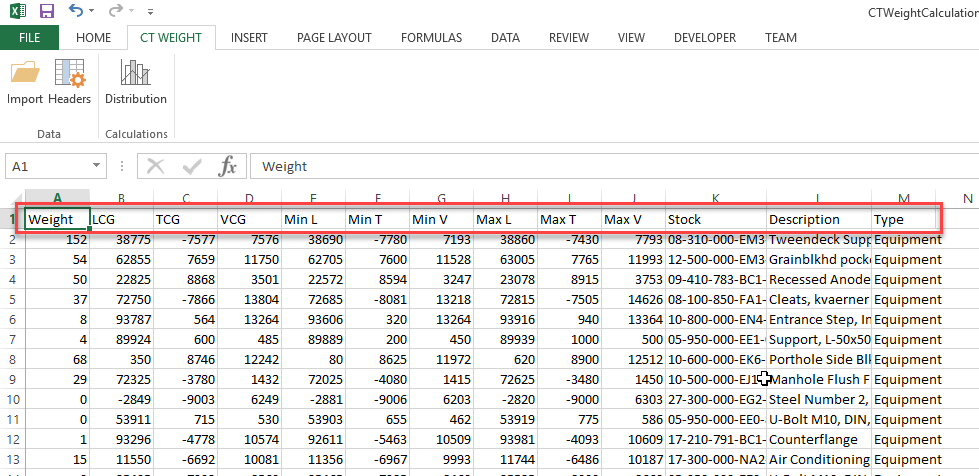 CTWeightCalculation
FILE HOME CT WEIGHT INSERT PAGE LAYOUT FORMULAS DATA REVIEW VIEW DEVELOPER TEAM
Import Headers Distribution
Data Calculations
A1 fx Weight
A B C D E F G H I J K L M N
1 Weight LCG TCG VCG Min L Min T Min V Max L Max T Max V Stock Description Type
2 152 38775 -7577 7576 38690 -7780 7193 38860 -7430 7793 08-310-000-EM3- Tweendeck Supp Equipment
3 54 62855 7659 11750 62705 7600 11528 63005 7765 11993 12-500-000-EM3- Grainblkhd pocke Equipment
4 50 22825 8868 3501 22572 8594 3247 23078 8915 3753 09-410-783-BC1- Recessed Anode Equipment
5 37 72750 -7866 13804 72685 -8081 13218 72815 -7505 14626 08-100-850-FA1- Cleats, kvaerner Equipment
6 8 93787 564 13264 93606 320 13264 93916 940 13364 10-800-000-EN4- Entrance Step, In Equipment
7 4 89924 600 485 89889 200 450 89939 1000 500 05-950-000-EE1- Support, L-50x50 Equipment
8 68 350 8746 12242 80 8625 11972 620 8900 12512 10-600-000-EK6- Porthole Side Blk Equipment
9 29 72325 -3780 1432 72025 -4080 1415 72625 -3480 1450 10-500-000-EJ1 Manhole Flush F Equipment
10 0 -2849 -9003 6249 -2881 -9006 6203 -2820 -9000 6303 27-300-000-EG2- Steel Number 2, Equipment
11 0 53911 715 530 53903 655 462 53919 775 586 05-950-000-EE0- U-Bolt M10, DIN, Equipment
12 1 93296 -4778 10574 92611 -5463 10509 93981 -4093 10609 17-210-791-BC1- Counterflange Equipment
13 15 11550 -6692 10081 11356 -6967 9993 11744 -6486 10187 17-300-000-NA2- Air Conditioning Equipment